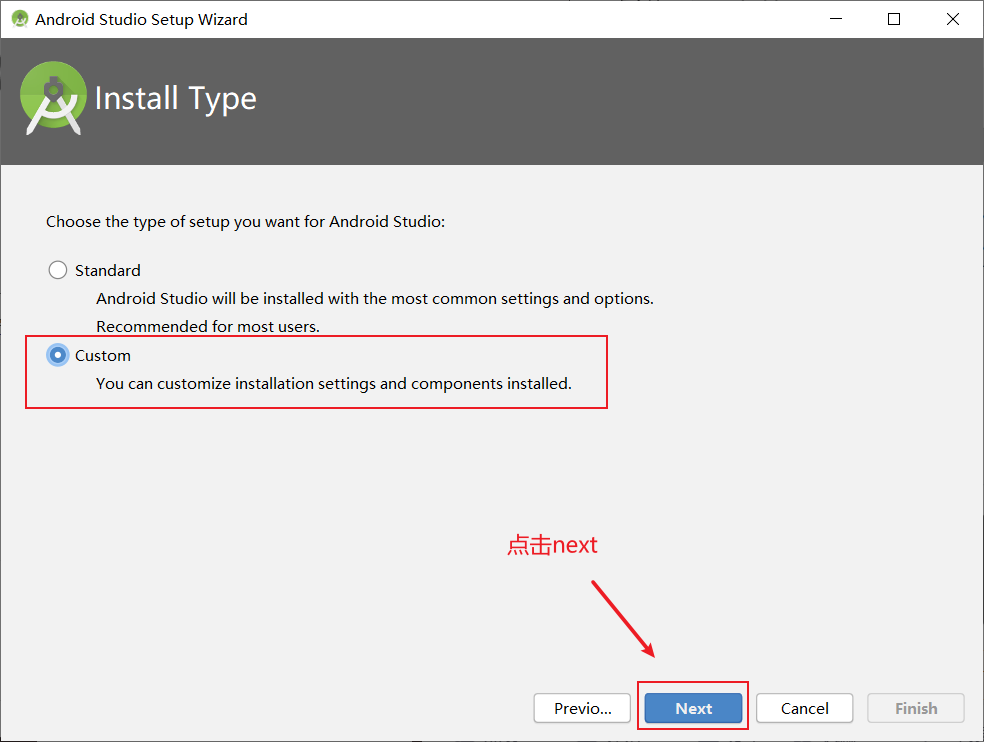 Android Studio Setup Wizard
Install Type
Choose the type of setup you want for Android Studio:
Standard
Android Studio will be installed with the most common settings and options.
Recommended for most users.
Custom
You can customize installation settings and components installed.
点击next
Previo...
Next
Cancel
Finish